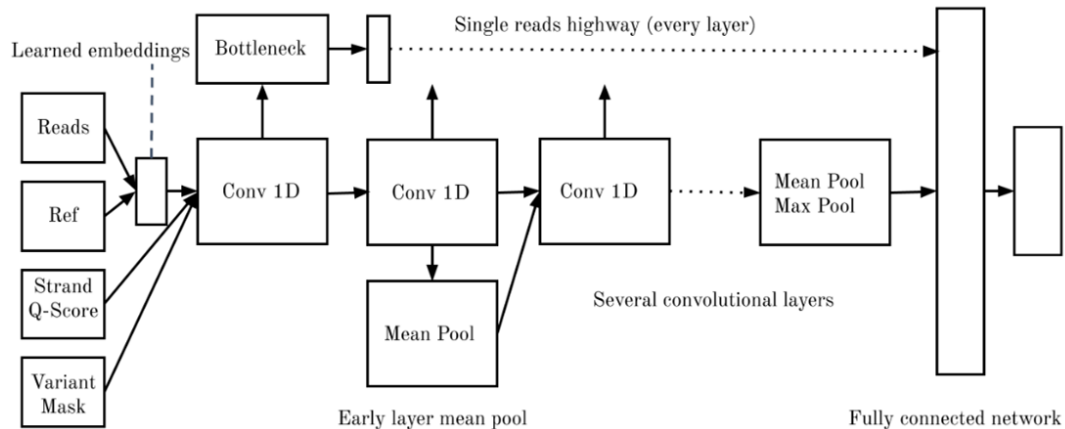 Single reads highway (every layer)
Learned embeddings
Bottleneck
Reads
Conv 1D
Conv 1D
Conv 1D
Mean Pool
Max Pool
Ref
Strand
Q-Score
Several convolutional layers
Mean Pool
Variant
Mask
Early layer mean pool
Fully connected network